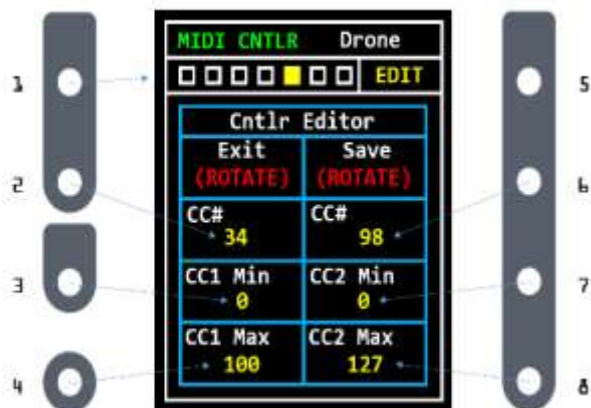 MIDI CNTLR Drone
EDIT
Cntlr Editor
Exit Save
(ROTATE) (ROTATE)
CC# CC#
34 98
CC1 Min CC2 Min
0 0
CC1 Max CC2 Max
100 127
1
2
3
4
5
6
7
8